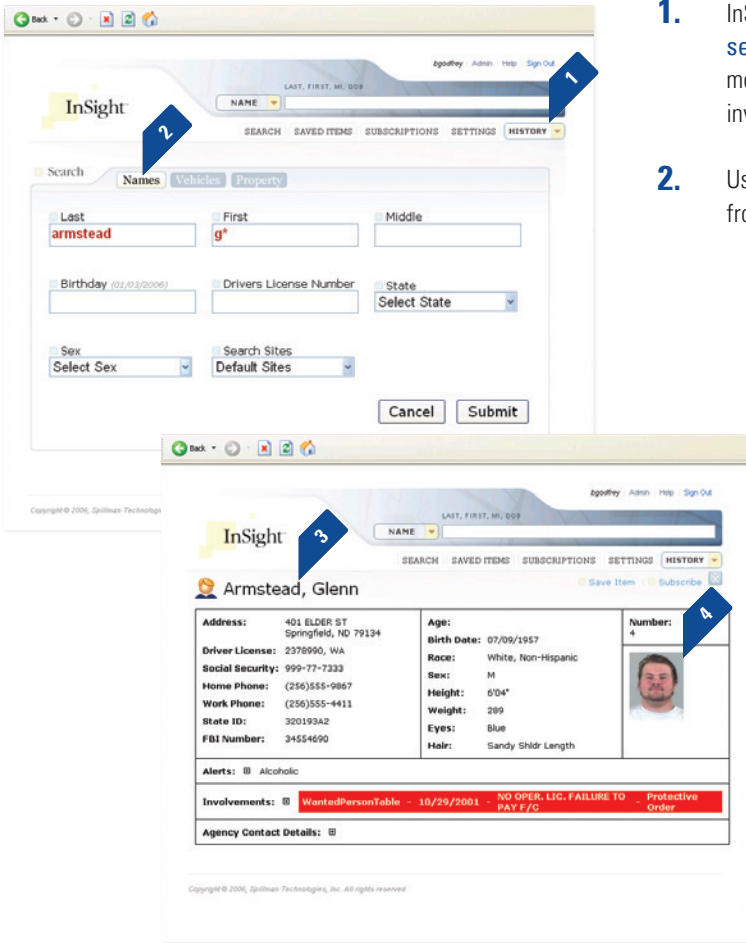 Back
bgodfrey Admin Help Sign Out
LAST, FIRST, MI, DOB
InSight
NAME
SEARCH SAVED ITEMS SUBSCRIPTIONS SETTINGS HISTORY
1
2
Search Names Vehicles Property
Last First Middle
armstead g*
Birthday (01/03/2006) Drivers License Number State
Select State
Sex Search Sites
Select Sex Default Sites
Cancel Submit
Copyright © 2006, Spillman
1. InS
se
mo
inv
2. Us
fro
Back
bgodfrey Admin Help Sign Out
LAST, FIRST, MI, DOB
InSight
NAME
SEARCH SAVED ITEMS SUBSCRIPTIONS SETTINGS HISTORY
3
4
Armstead, Glenn Save Item Subscribe
Address: 401 ELDER ST
Springfield, ND 79134
Driver License: 2378990, WA
Social Security: 999-77-7333
Home Phone: (256)555-9867
Work Phone: (256)555-4411
State ID: 320193A2
FBI Number: 34554690
Age:
Birth Date: 07/09/1957
Race: White, Non-Hispanic
Sex: M
Height: 6'04"
Weight: 289
Eyes: Blue
Hair: Sandy Shldr Length
Number:
4
Alerts: Alcoholic
Involvements: WantedPersonTable - 10/29/2001 - NO OPER. LIC. FAILURE TO PAY F/C - Protective Order
Agency Contact Details:
Copyright © 2006, Spillman Technologies, Inc. All rights reserved